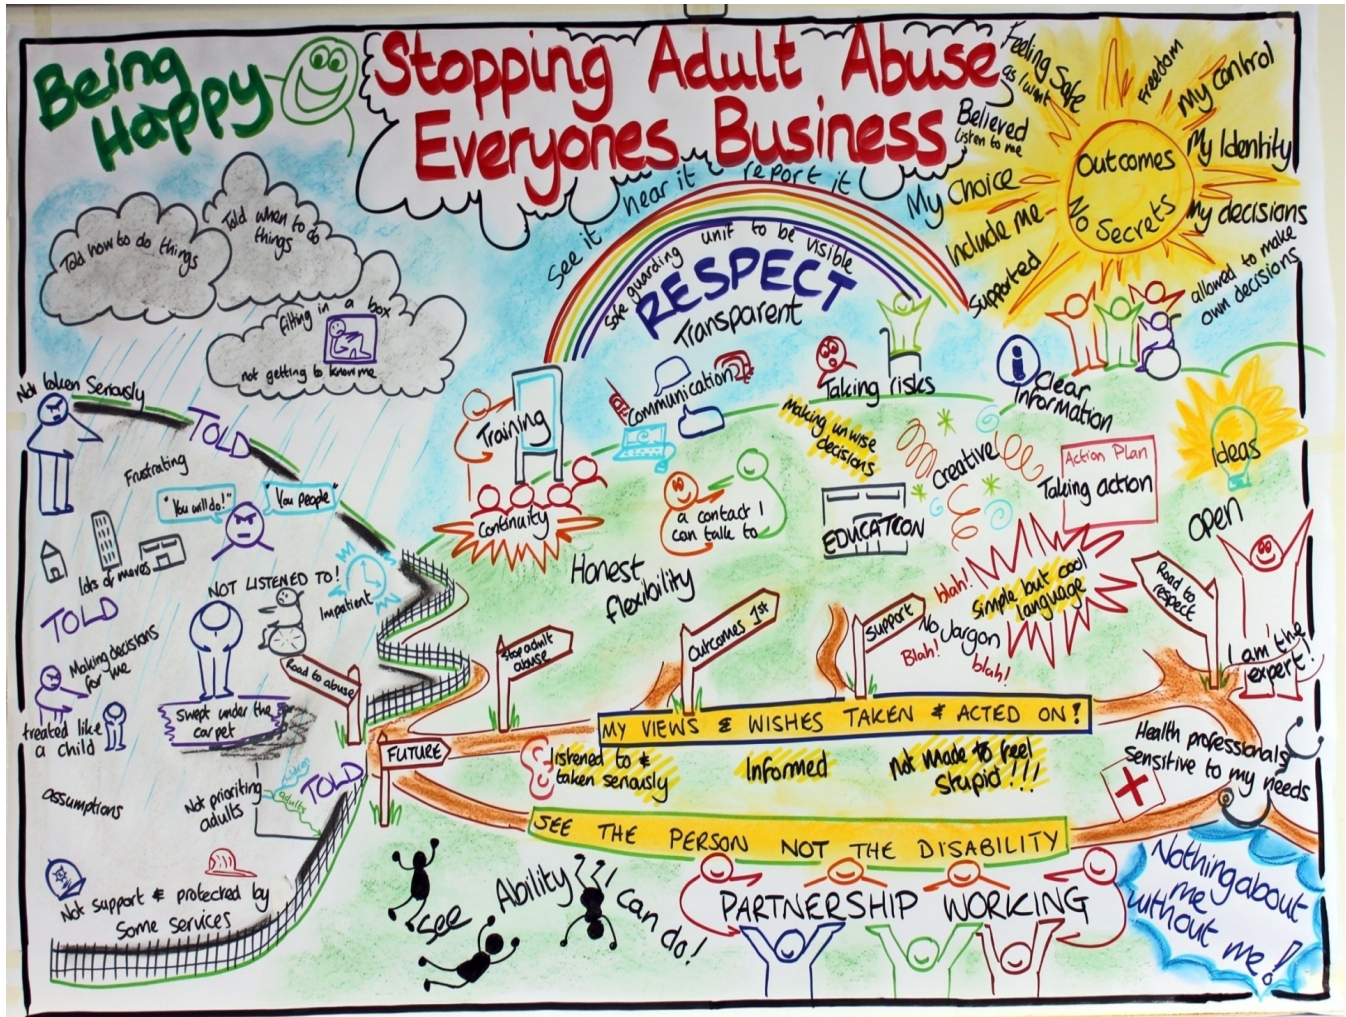 Being
Happy
Stopping Adult Abuse
Everyones Business
Feeling Safe
as I want
Freedom
My control
Believed
Listen to me
My Identity
Outcomes
No Secrets
My Choice
Include me
My decisions
Supported
allowed to make
own decisions
See it hear it report it
Safe guarding unit to be visible
RESPECT
Transparent
Told how to do things
Told when to do
things
fitting in a box
not getting to know me
Not taken Seriously
TOLD
Frustrating
"You will do!"
"You people"
lots of moves
TOLD
NOT LISTENED TO!
Impatient
Making decisions
for me
treated like
a child
Swept under the
carpet
Road to abuse
assumptions
Not prioriting
adults
children
adults
TOLD
Not support & protected by
Some services
Training
Communication
Taking risks
Clear
Information
Continuity
a contact I
can talk to
Making unwise
decisions
EDUCATION
Creative
Action Plan
Taking action
Ideas
Open
Honest
flexibility
Stop adult
abuse
Outcomes 1st
Support
blah!
Simple but cool
language
No Jargon
Blah!
blah!
Road to
respect
I am the
expert!
FUTURE
MY VIEWS & WISHES TAKEN & ACTED ON!
listened to &
taken seriously
Informed
Not Made to feel
Stupid!!!
Health professionals
sensitive to my needs
SEE THE PERSON NOT THE DISABILITY
See
Ability
I can do!
PARTNERSHIP WORKING
Nothing about
me
without me!